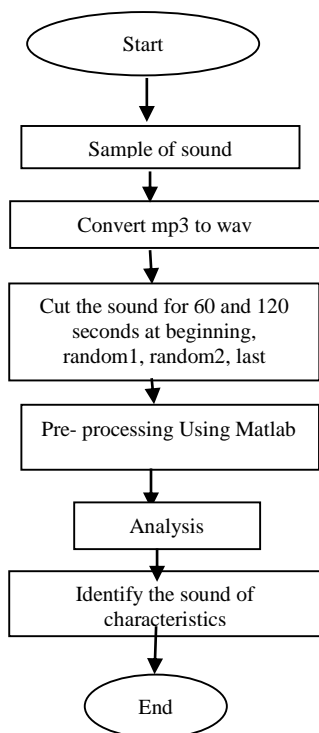 Start
Sample of sound
Convert mp3 to wav
Cut the sound for 60 and 120
seconds at beginning,
random1, random2, last
Pre- processing Using Matlab
Analysis
Identify the sound of
characteristics
End